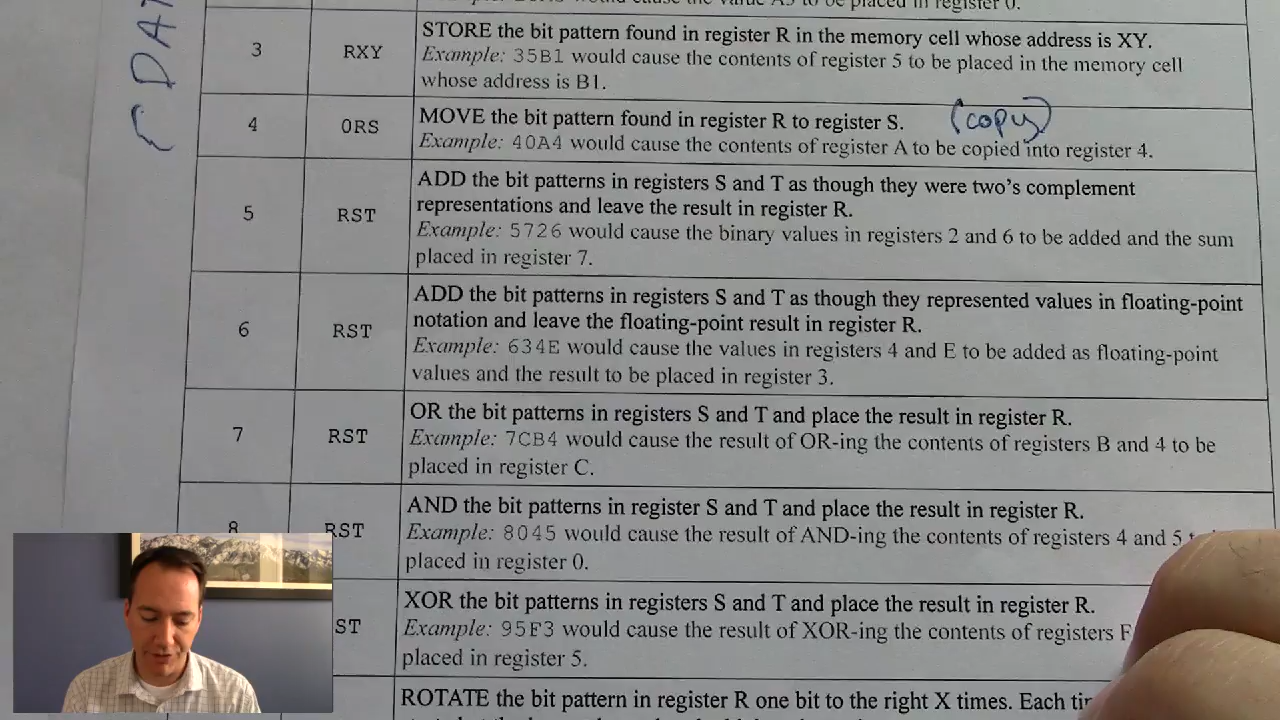 to be placed in register 0.
DAT
3 RXY STORE the bit pattern found in register R in the memory cell whose address is XY.
Example: 35B1 would cause the contents of register 5 to be placed in the memory cell
whose address is B1.
4 0RS MOVE the bit pattern found in register R to register S. (copy)
Example: 40A4 would cause the contents of register A to be copied into register 4.
5 RST ADD the bit patterns in registers S and T as though they were two's complement
representations and leave the result in register R.
Example: 5726 would cause the binary values in registers 2 and 6 to be added and the sum
placed in register 7.
6 RST ADD the bit patterns in registers S and T as though they represented values in floating-point
notation and leave the floating-point result in register R.
Example: 634E would cause the values in registers 4 and E to be added as floating-point
values and the result to be placed in register 3.
7 RST OR the bit patterns in registers S and T and place the result in register R.
Example: 7CB4 would cause the result of OR-ing the contents of registers B and 4 to be
placed in register C.
8 RST AND the bit patterns in register S and T and place the result in register R.
Example: 8045 would cause the result of AND-ing the contents of registers 4 and 5
placed in register 0.
ST XOR the bit patterns in registers S and T and place the result in register R.
Example: 95F3 would cause the result of XOR-ing the contents of registers F
placed in register 5.
ROTATE the bit pattern in register R one bit to the right X times. Each